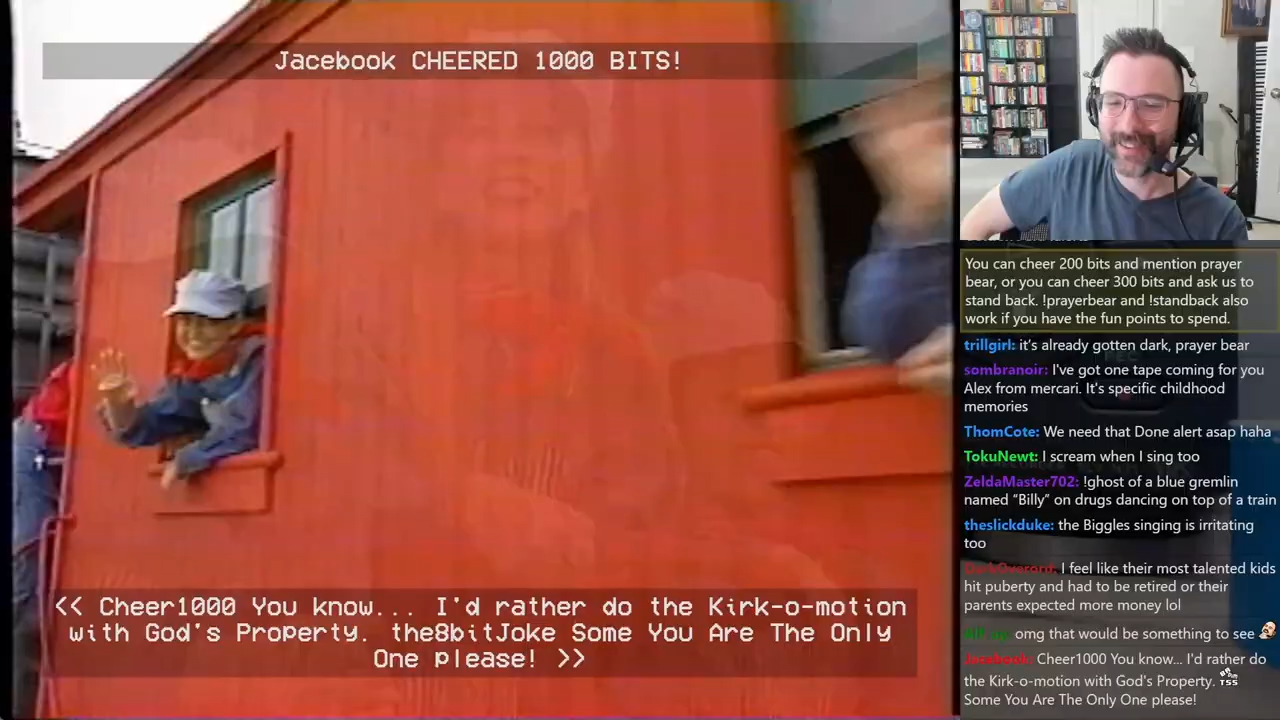 Jacebook CHEERED 1000 BITS!
<< Cheer1000 You know... I'd rather do the Kirk-o-motion
with God's Property. the8bitJoke Some You Are The Only
One please! >>
You can cheer 200 bits and mention prayer
bear, or you can cheer 300 bits and ask us to
stand back. !prayerbear and !standback also
work if you have the fun points to spend.
trillgirl: it's already gotten dark, prayer bear
sombranoir: I've got one tape coming for you
Alex from mercari. It's specific childhood
memories
ThomCote: We need that Done alert asap haha
TokuNewt: I scream when I sing too
ZeldaMaster702: !ghost of a blue gremlin
named “Billy” on drugs dancing on top of a train
theslickduke: the Biggles singing is irritating
too
I feel like their most talented kids
hit puberty and had to be retired or their
parents expected more money lol
omg that would be something to see
Jacebook: Cheer1000 You know... I'd rather do
the Kirk-o-motion with God's Property.
Some You Are The Only One please!